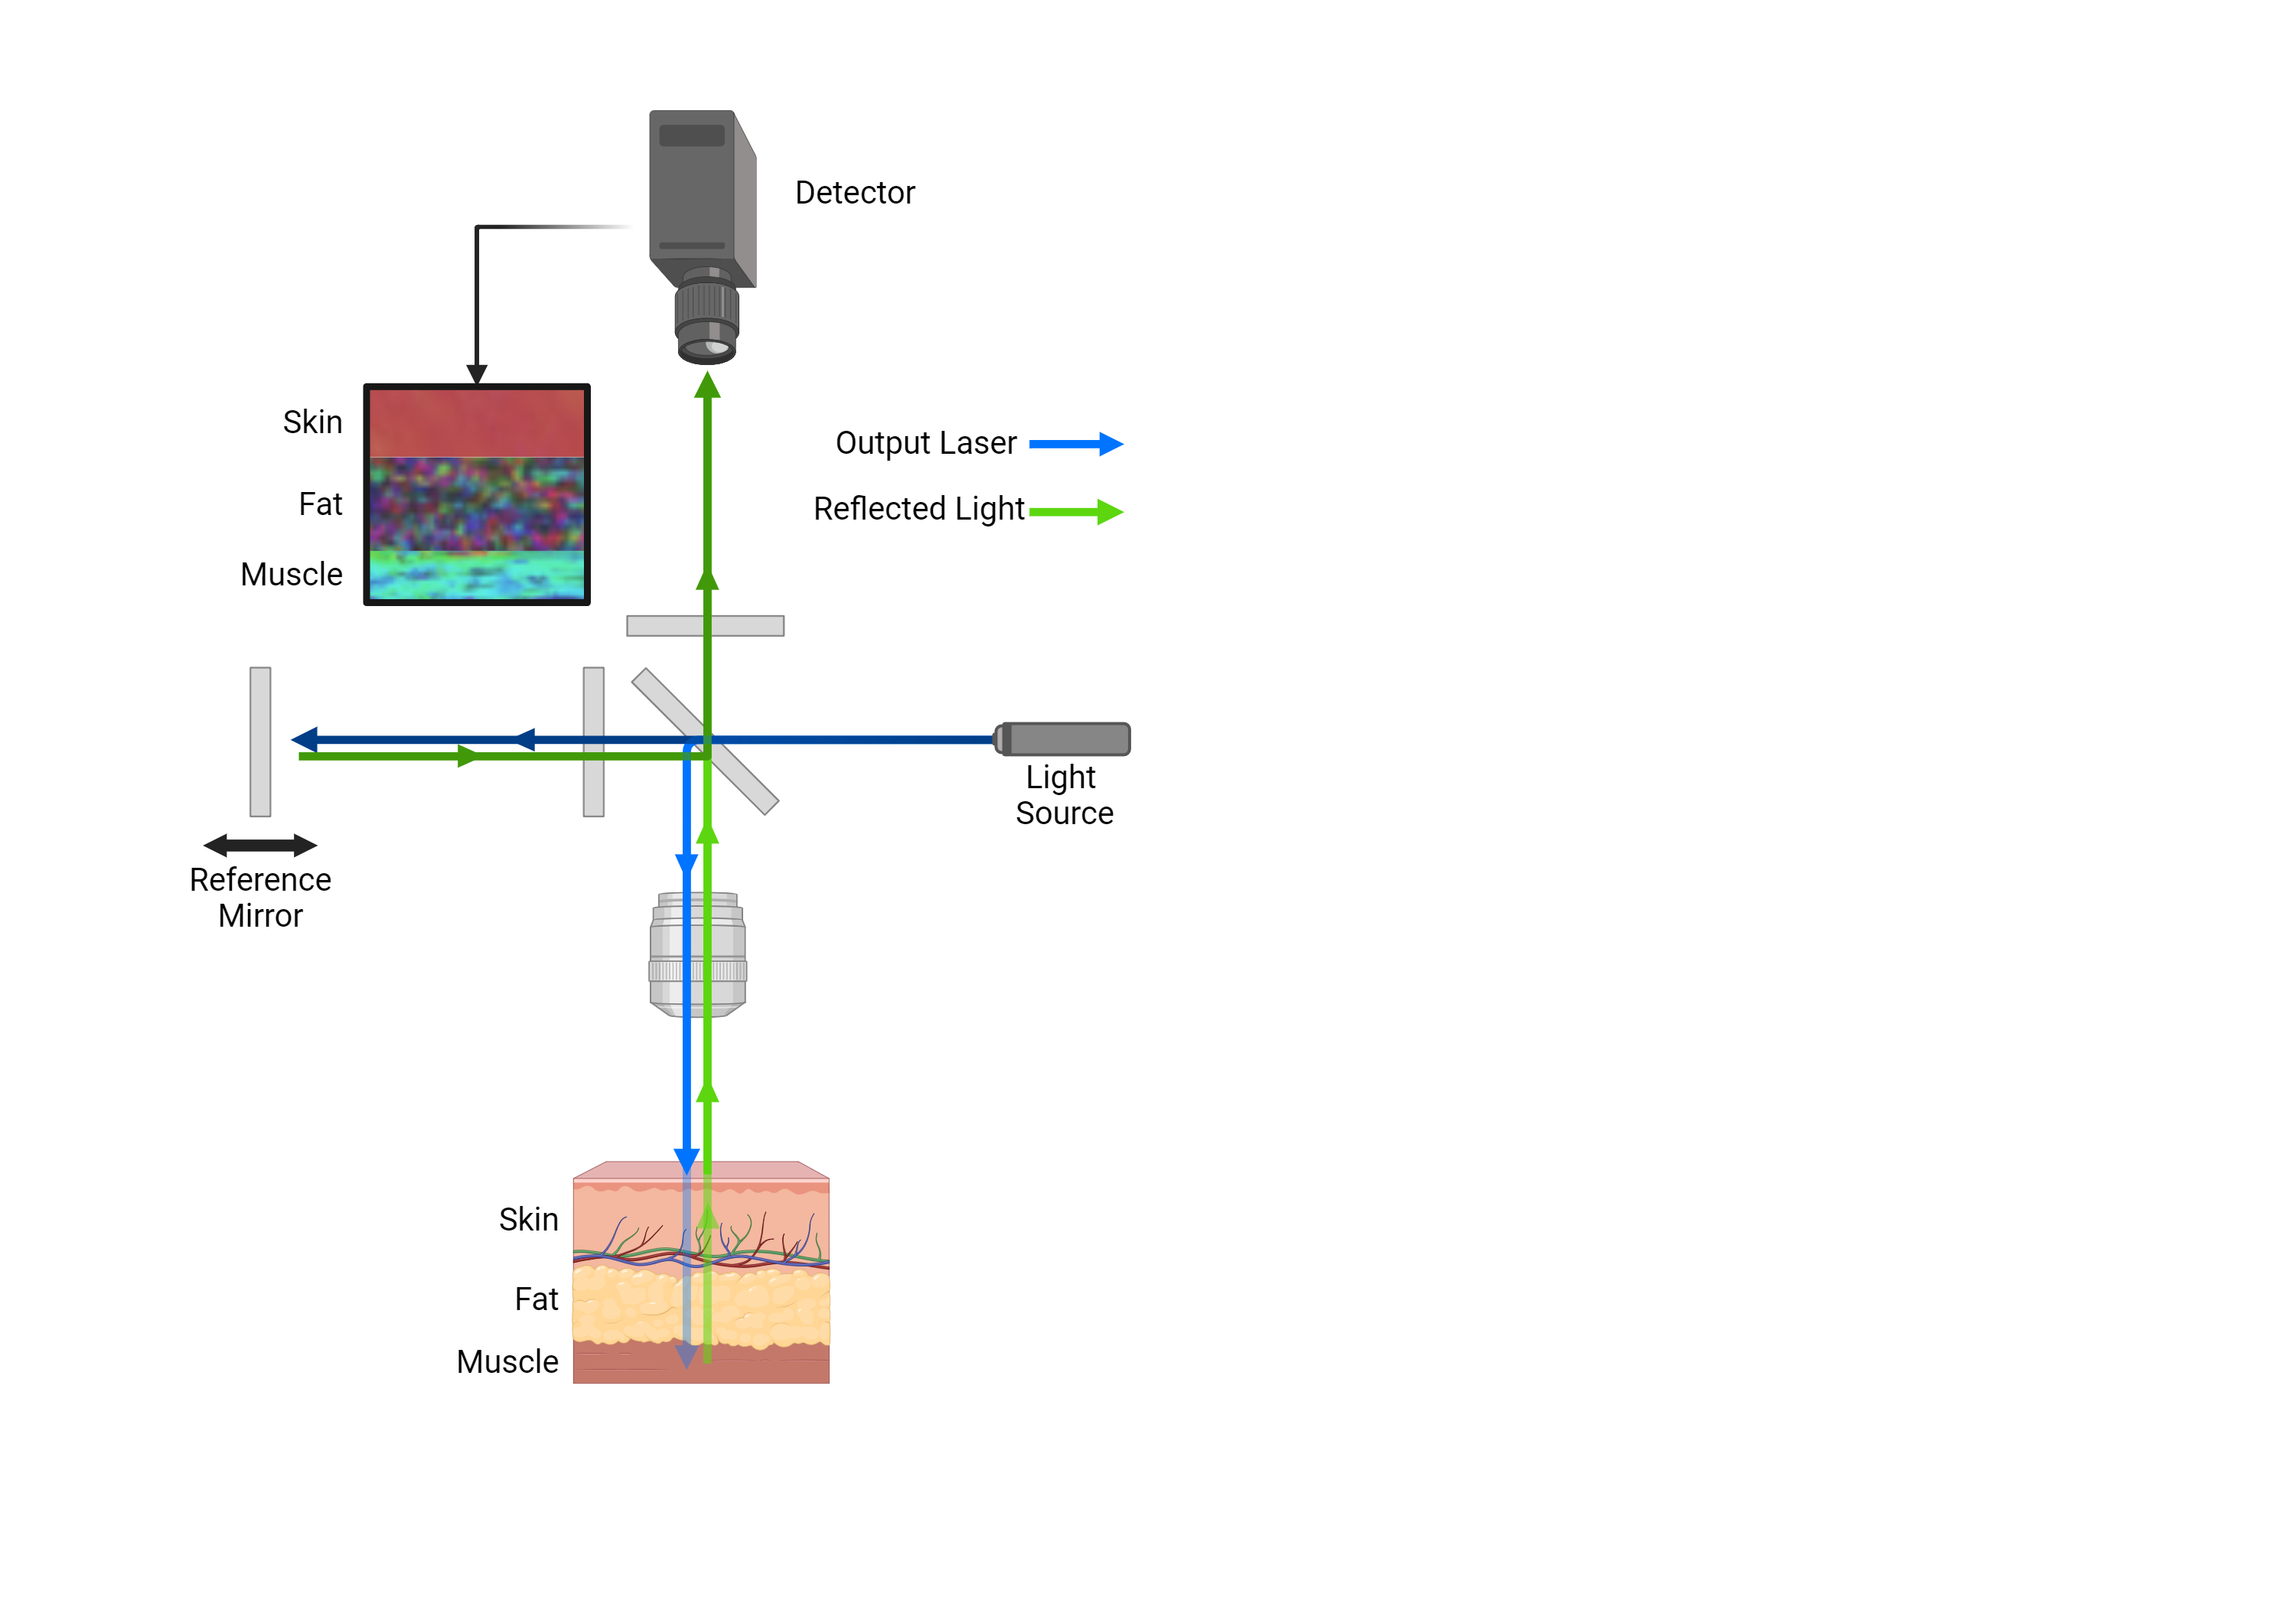 Detector
Skin
Fat
Muscle
Output Laser
Reflected Light
Light
Source
Reference
Mirror
Skin
Fat
Muscle